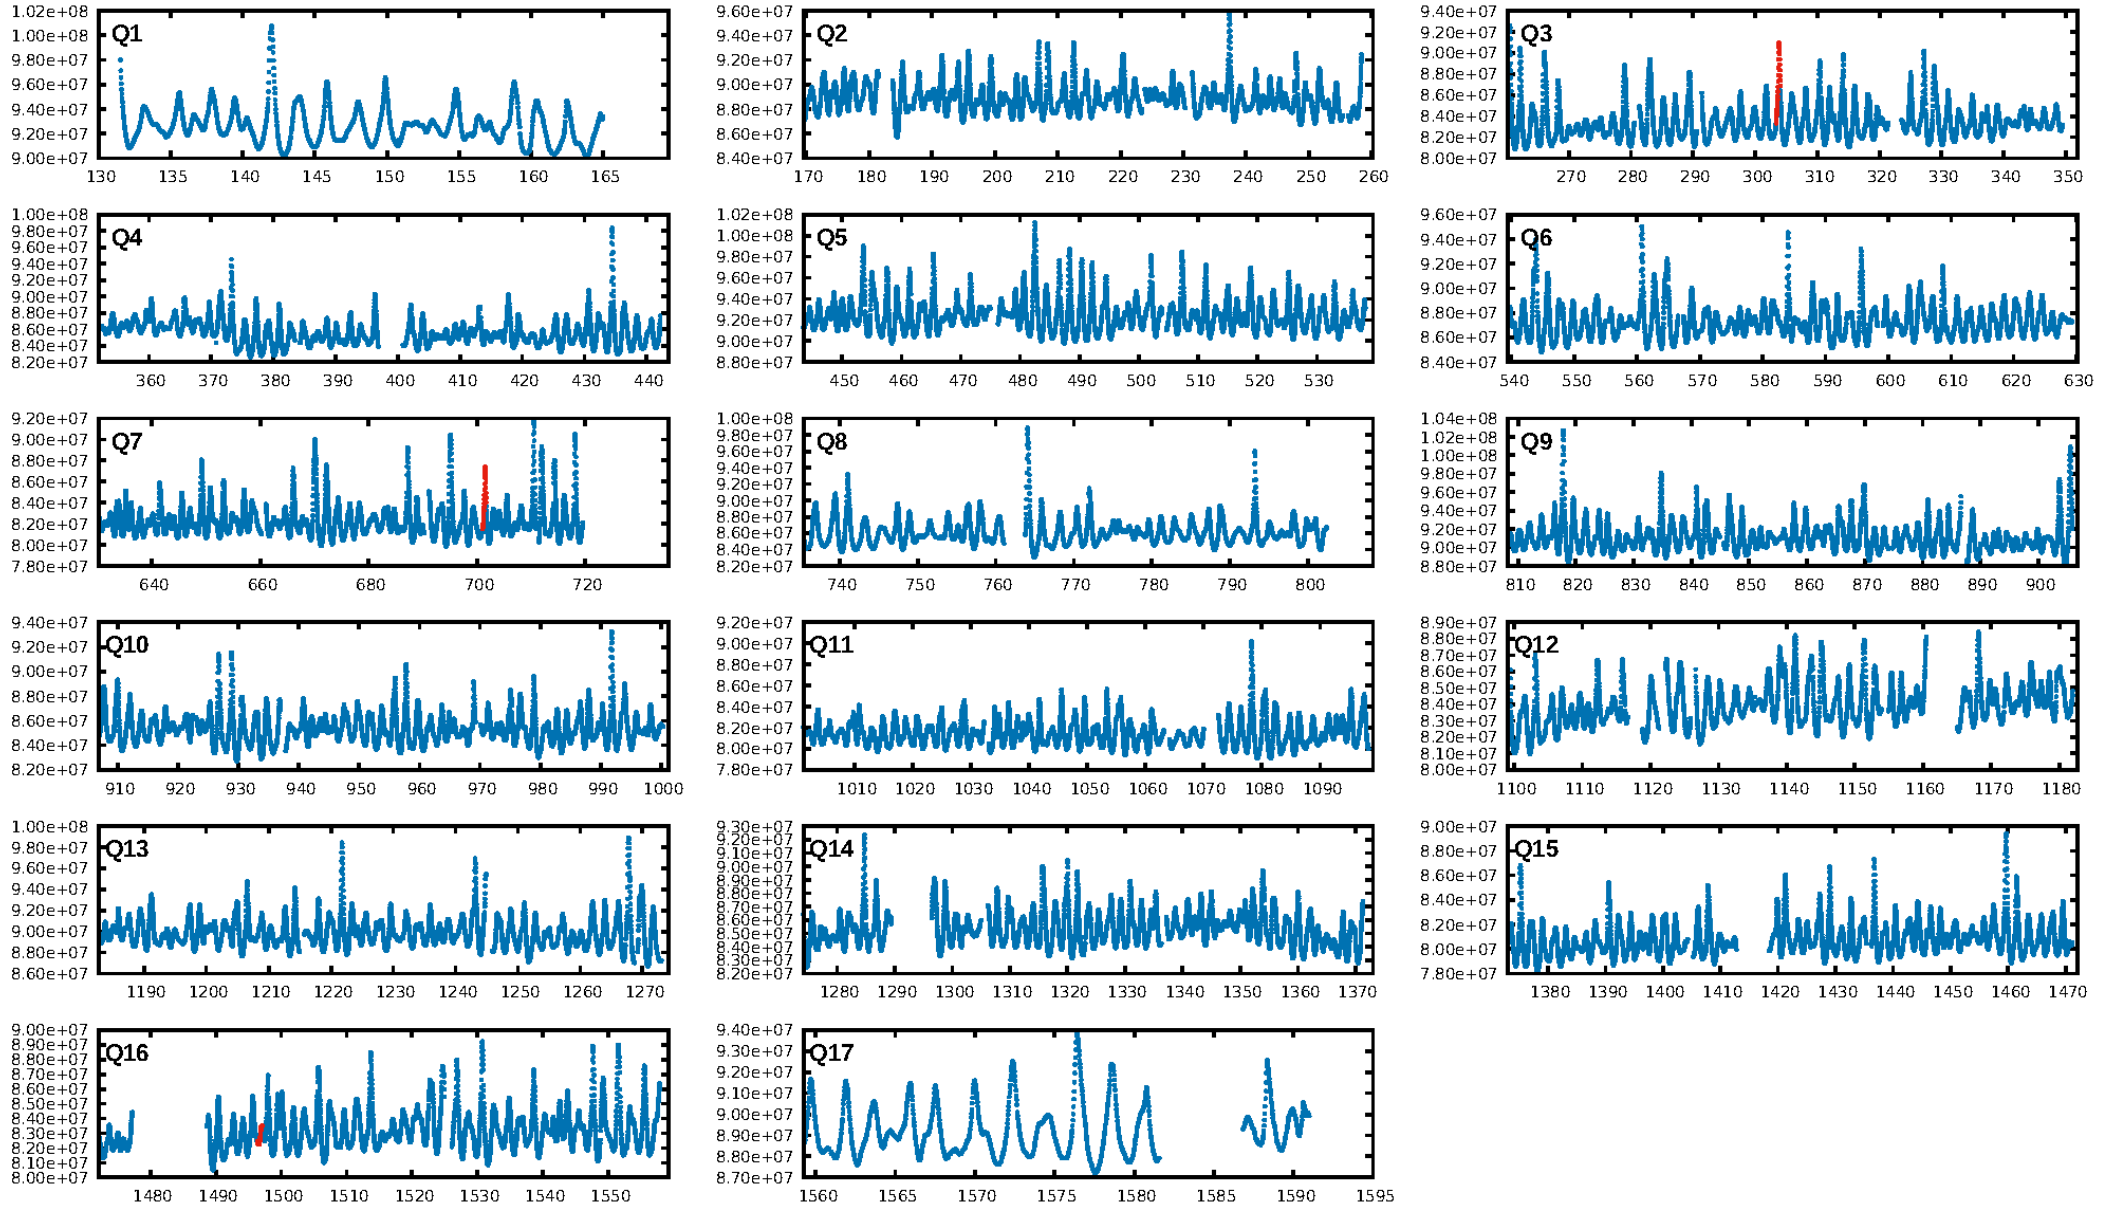 Q1
1.02e+08
1.00e+08
9.80e+07
9.60e+07
9.40e+07
9.20e+07
9.00e+07
130 135 140 145 150 155 160 165
Q2
9.60e+07
9.40e+07
9.20e+07
9.00e+07
8.80e+07
8.60e+07
8.40e+07
170 180 190 200 210 220 230 240 250 260
Q3
9.40e+07
9.20e+07
9.00e+07
8.80e+07
8.60e+07
8.40e+07
8.20e+07
8.00e+07
270 280 290 300 310 320 330 340 350
Q4
1.00e+08
9.80e+07
9.60e+07
9.40e+07
9.20e+07
9.00e+07
8.80e+07
8.60e+07
8.40e+07
8.20e+07
360 370 380 390 400 410 420 430 440
Q5
1.02e+08
1.00e+08
9.80e+07
9.60e+07
9.40e+07
9.20e+07
9.00e+07
8.80e+07
450 460 470 480 490 500 510 520 530
Q6
9.60e+07
9.40e+07
9.20e+07
9.00e+07
8.80e+07
8.60e+07
8.40e+07
540 550 560 570 580 590 600 610 620 630
Q7
9.20e+07
9.00e+07
8.80e+07
8.60e+07
8.40e+07
8.20e+07
8.00e+07
7.80e+07
640 660 680 700 720
Q8
1.00e+08
9.80e+07
9.60e+07
9.40e+07
9.20e+07
9.00e+07
8.80e+07
8.60e+07
8.40e+07
8.20e+07
740 750 760 770 780 790 800
Q9
1.04e+08
1.02e+08
1.00e+08
9.80e+07
9.60e+07
9.40e+07
9.20e+07
9.00e+07
8.80e+07
810 820 830 840 850 860 870 880 890 900
Q10
9.40e+07
9.20e+07
9.00e+07
8.80e+07
8.60e+07
8.40e+07
8.20e+07
910 920 930 940 950 960 970 980 990 1000
Q11
9.20e+07
9.00e+07
8.80e+07
8.60e+07
8.40e+07
8.20e+07
8.00e+07
7.80e+07
1010 1020 1030 1040 1050 1060 1070 1080 1090
Q12
8.90e+07
8.80e+07
8.70e+07
8.60e+07
8.50e+07
8.40e+07
8.30e+07
8.20e+07
8.10e+07
8.00e+07
1100 1110 1120 1130 1140 1150 1160 1170 1180
Q13
1.00e+08
9.80e+07
9.60e+07
9.40e+07
9.20e+07
9.00e+07
8.80e+07
8.60e+07
1190 1200 1210 1220 1230 1240 1250 1260 1270
Q14
9.30e+07
9.20e+07
9.10e+07
9.00e+07
8.90e+07
8.80e+07
8.70e+07
8.60e+07
8.50e+07
8.40e+07
8.30e+07
8.20e+07
1280 1290 1300 1310 1320 1330 1340 1350 1360 1370
Q15
9.00e+07
8.80e+07
8.60e+07
8.40e+07
8.20e+07
8.00e+07
7.80e+07
1380 1390 1400 1410 1420 1430 1440 1450 1460 1470
Q16
9.00e+07
8.90e+07
8.80e+07
8.70e+07
8.60e+07
8.50e+07
8.40e+07
8.30e+07
8.20e+07
8.10e+07
8.00e+07
1480 1490 1500 1510 1520 1530 1540 1550
Q17
9.40e+07
9.30e+07
9.20e+07
9.10e+07
9.00e+07
8.90e+07
8.80e+07
8.70e+07
1560 1565 1570 1575 1580 1585 1590 1595